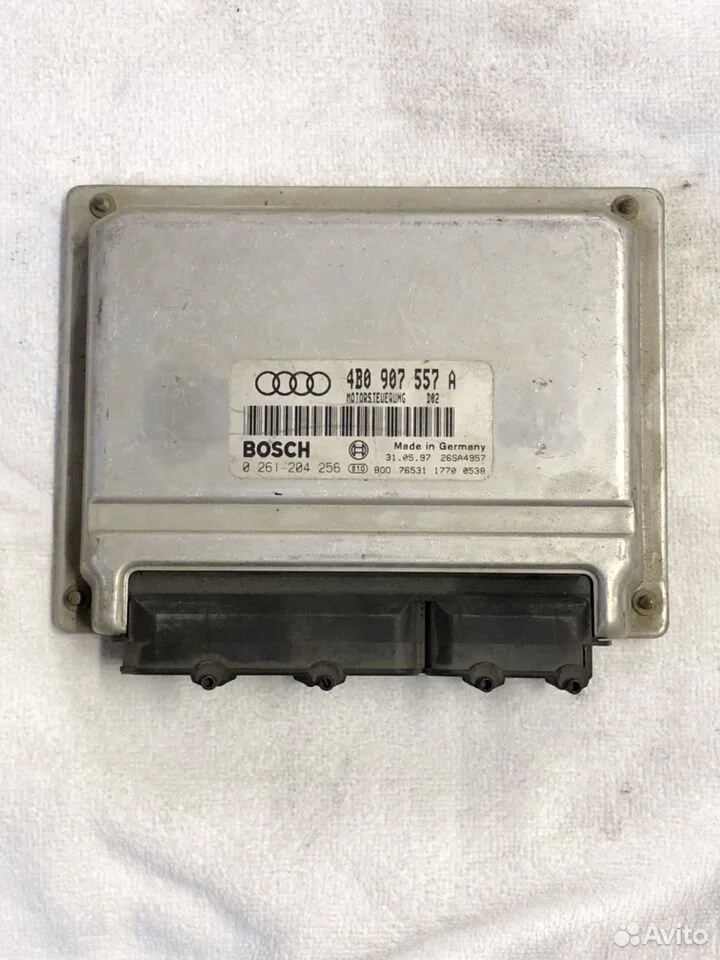 4B0 907 557 A
MOTORSTEUERUNG D02
BOSCH
Made in Germany
31.05.97 26SA4957
0 261 204 256 810 800 76531 1770 0538
Avito